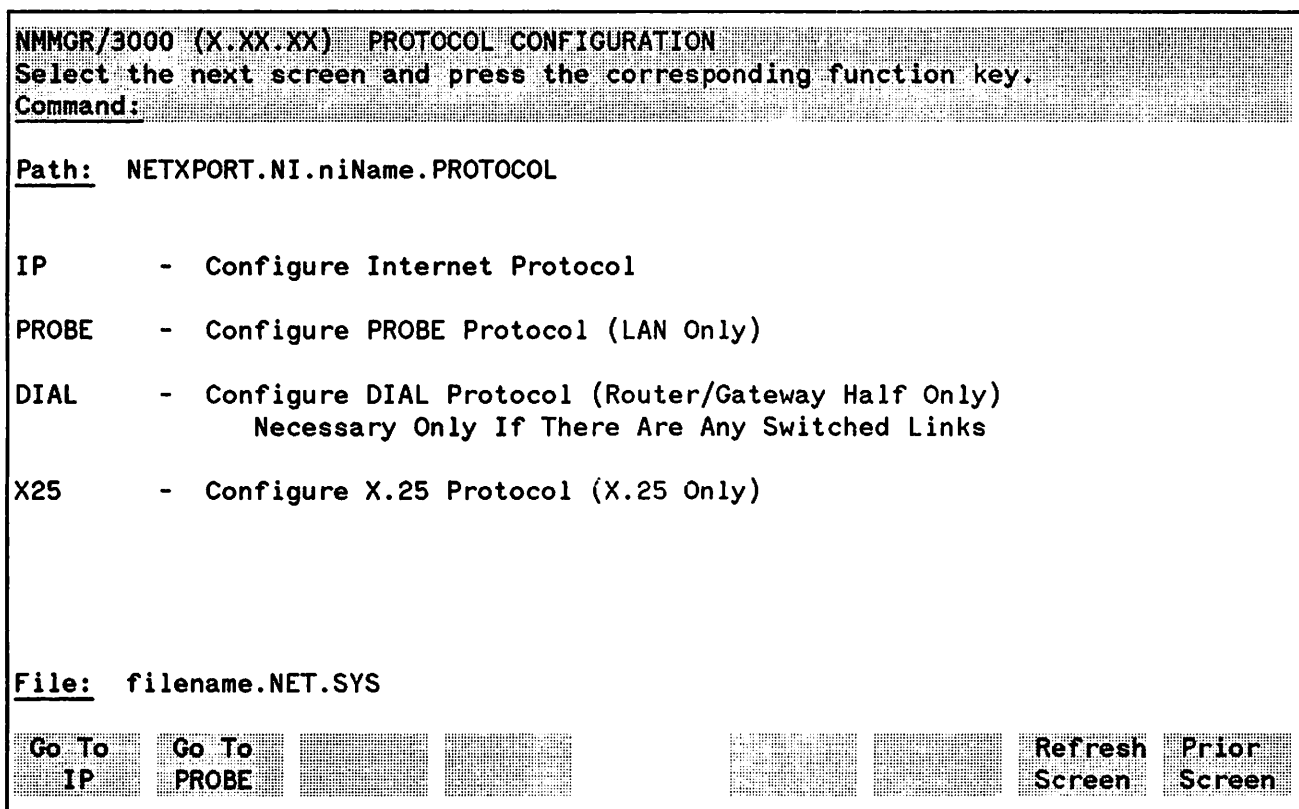 NMMGR/3000 (X.XX.XX) PROTOCOL CONFIGURATION
Select the next screen and press the corresponding function key.
Command:
Path: NETXPORT.NI.niName.PROTOCOL
IP - Configure Internet Protocol
PROBE - Configure PROBE Protocol (LAN Only)
DIAL - Configure DIAL Protocol (Router/Gateway Half Only)
Necessary Only If There Are Any Switched Links
X25 - Configure X.25 Protocol (X.25 Only)
File: filename.NET.SYS
Go To Go To Refresh Prior
IP PROBE Screen Screen